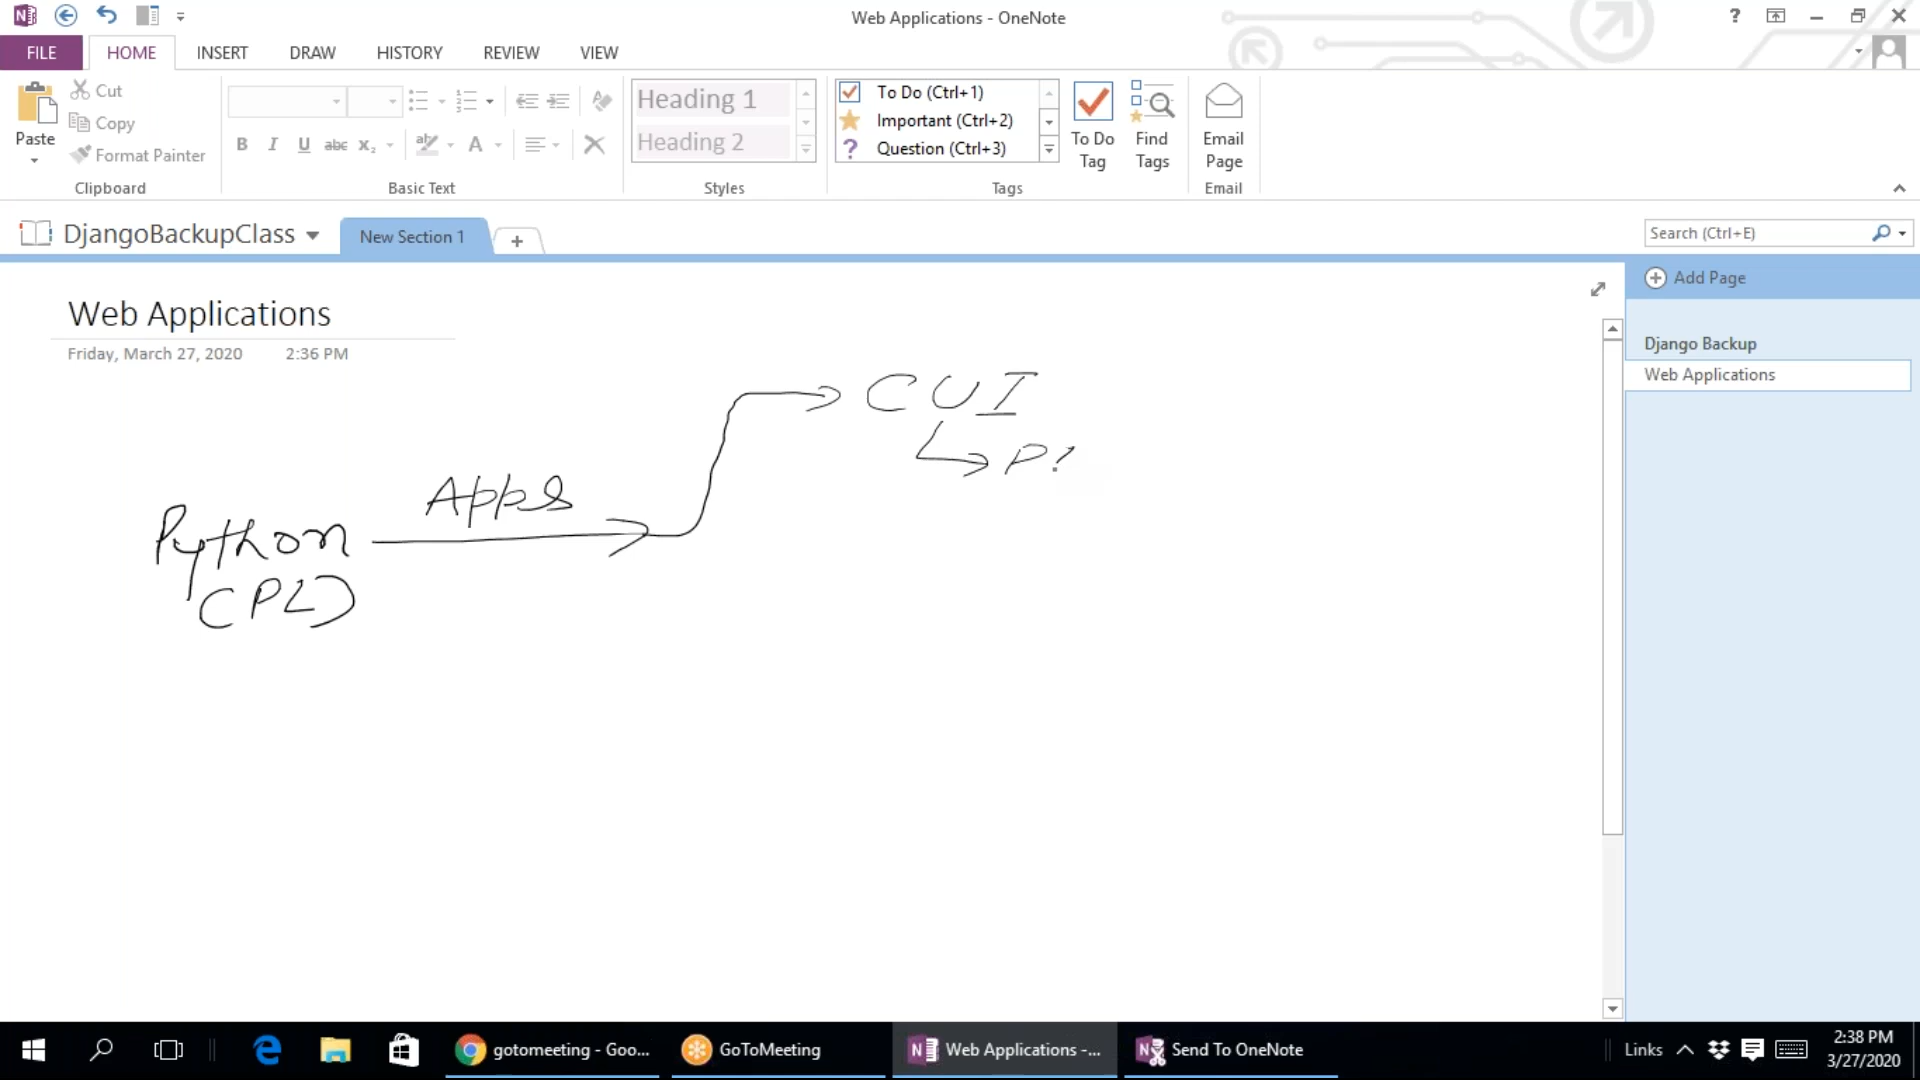 Web Applications - OneNote
?
FILE HOME INSERT DRAW HISTORY REVIEW VIEW
Paste
Cut
Copy
Format Painter
Clipboard
B I U abc x₂ ab A
Basic Text
Heading 1
Heading 2
Styles
To Do (Ctrl+1)
Important (Ctrl+2)
? Question (Ctrl+3)
Tags
To Do Tag
Find Tags
Email Page
Email
DjangoBackupClass
New Section 1
+
Search (Ctrl+E)
Add Page
Django Backup
Web Applications
Web Applications
Friday, March 27, 2020 2:36 PM
CUI
Apps
Python
(PL)
gotomeeting - Goo...
GoToMeeting
Web Applications -...
Send To OneNote
Links
2:38 PM
3/27/2020